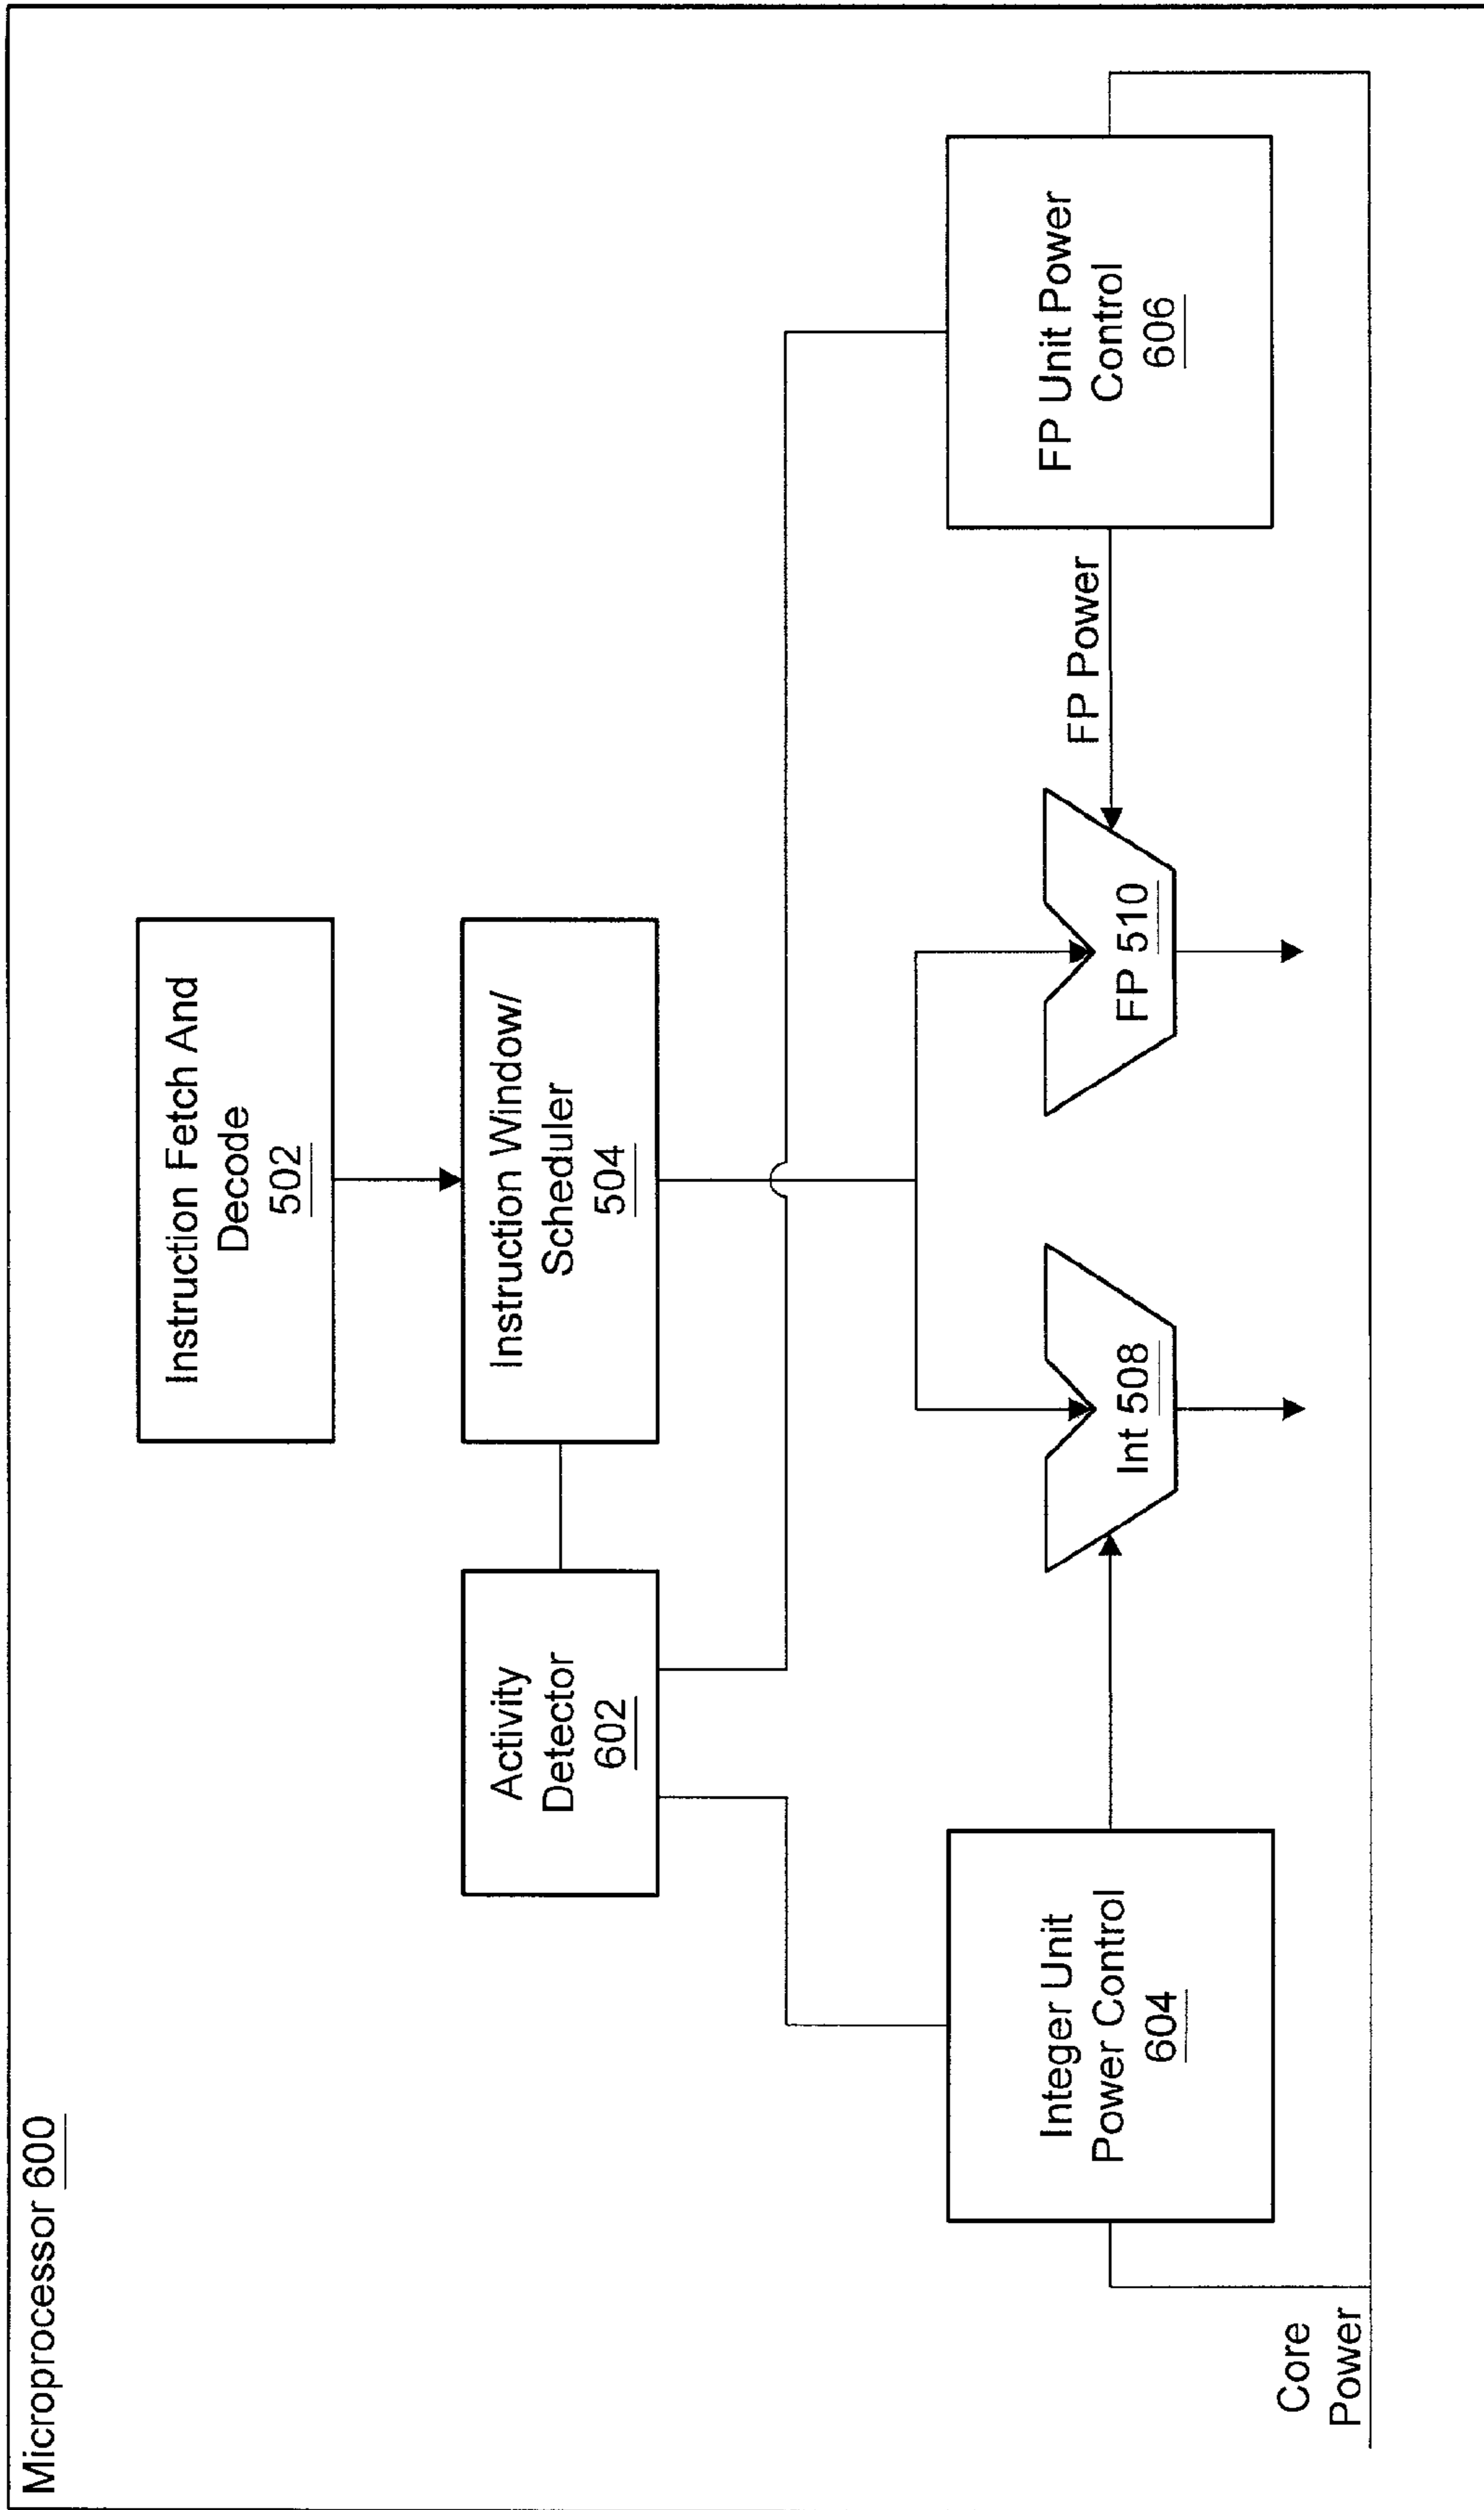 Microprocessor 600
Instruction Fetch And
Decode
502
Activity
Detector
602
Instruction Window/
Scheduler
504
Integer Unit
Power Control
604
Int 508
FP 510
FP Power
FP Unit Power
Control
606
Core
Power